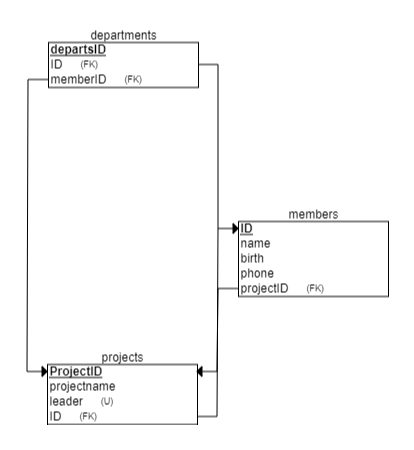 departments
departsID
ID (FK)
memberID (FK)
members
ID
name
birth
phone
projectID (FK)
projects
ProjectID
projectname
leader (U)
ID (FK)